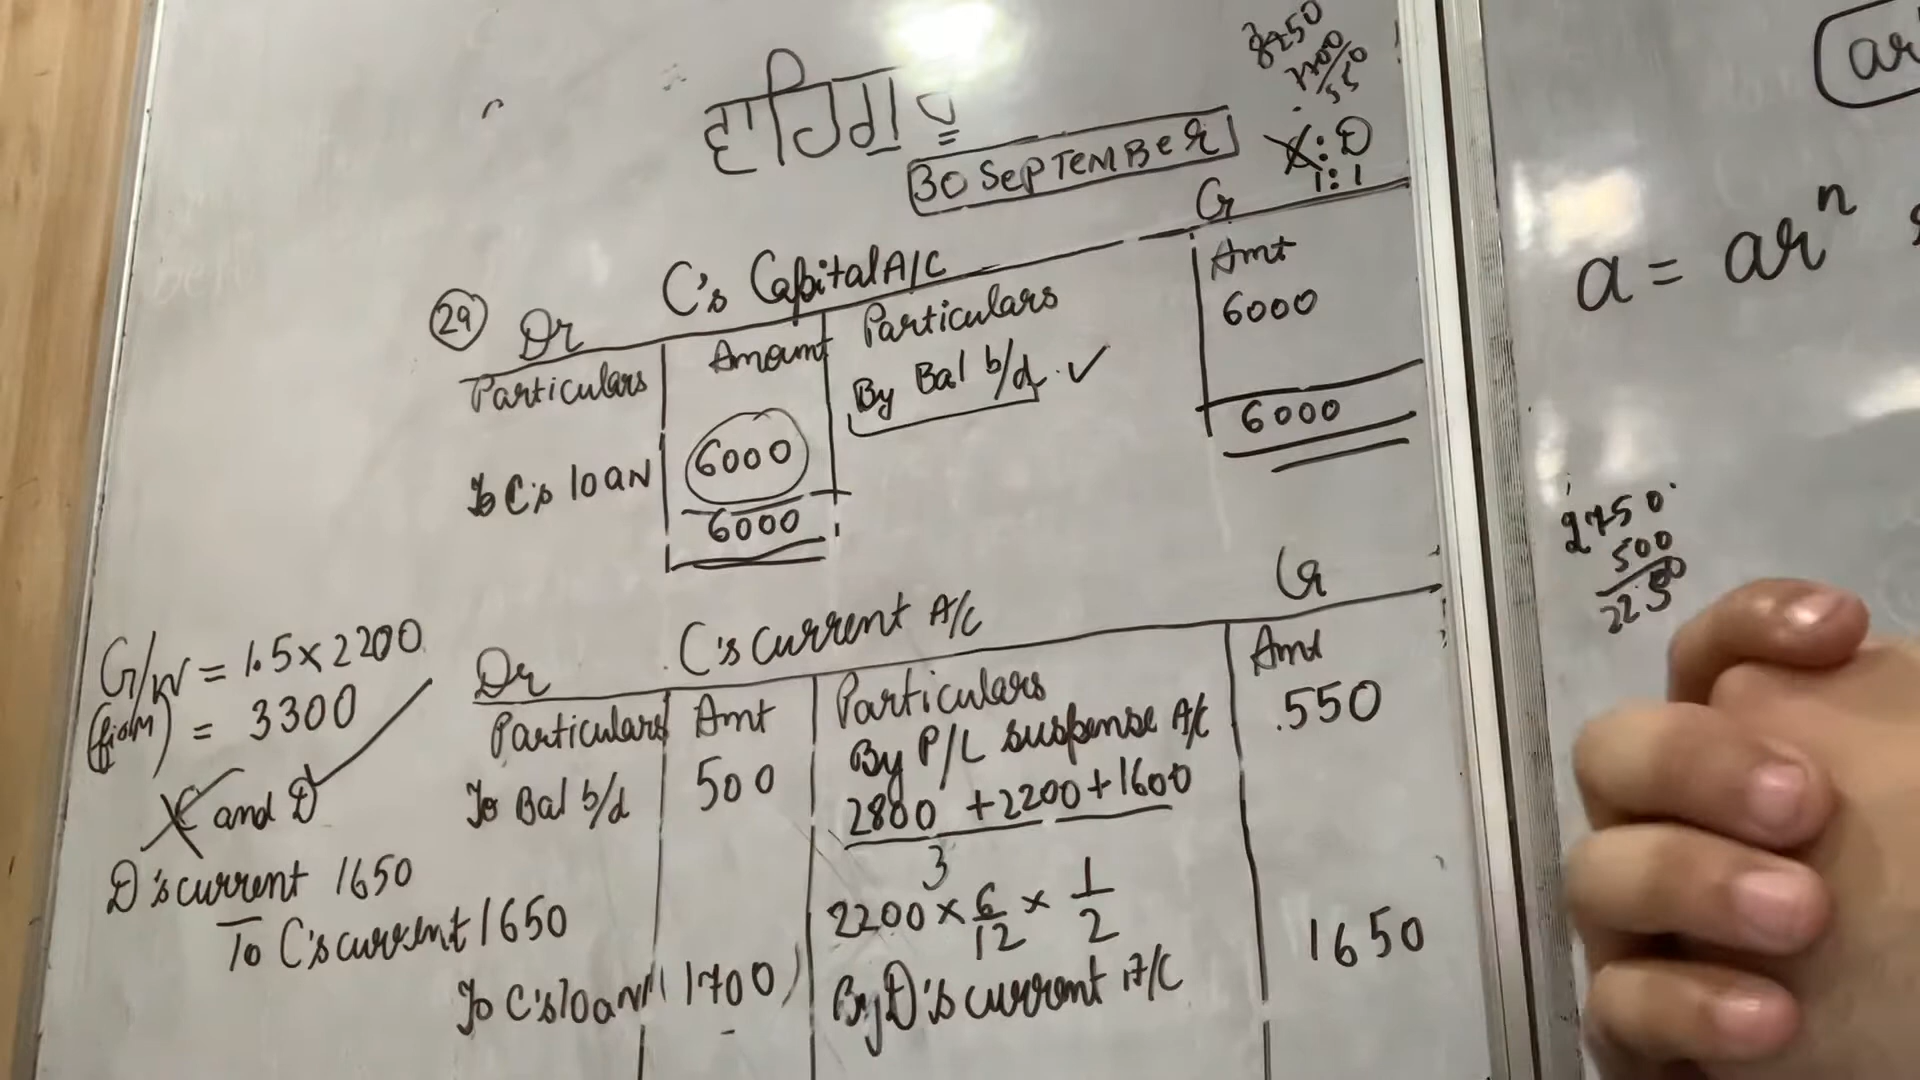 ਵਾਹਿਗੁਰੂ
30 SEPTEMBER
C : D
1 : 1
29
Dr C's Capital A/C Cr
Particulars Amount Particulars Amt
By Bal b/d. ✓ 6000
To C's loan 6000
6000 6000
Dr C's current A/c Cr
Particulars Amt Particulars Amt
To Bal b/d 500 By P/L suspense A/c 550
2800 + 2200 + 1600
3
2200 × 6/12 × 1/2
To C's loan 1700 By D's current A/C 1650
G/W = 1.5 × 2200
(firm) = 3300
C and D
D's current 1650
To C's current 1650
a = ar^n
ar
2750
500
2250